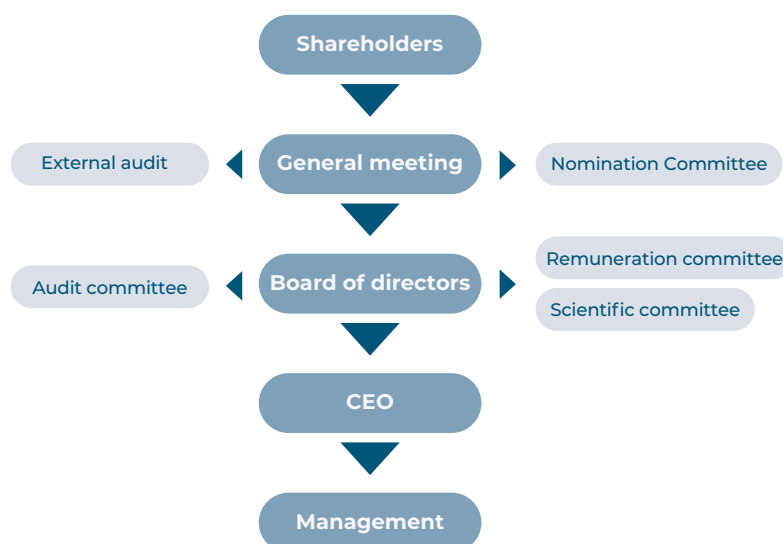 Shareholders
External audit
General meeting
Nomination Committee
Audit committee
Board of directors
Remuneration committee
Scientific committee
CEO
Management